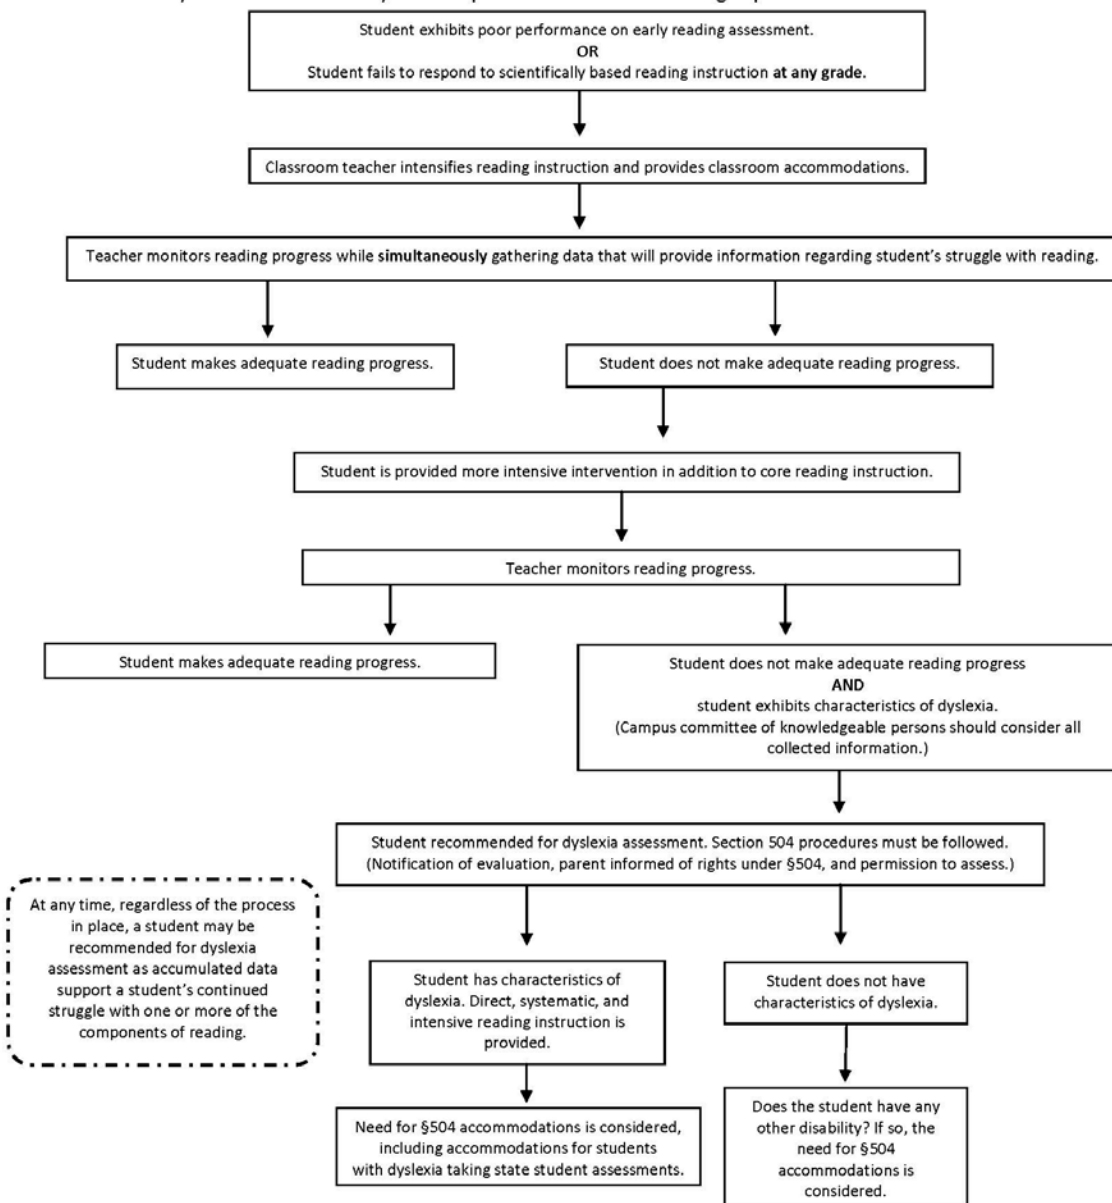 Student exhibits poor performance on early reading assessment.
OR
Student fails to respond to scientifically based reading instruction at any grade.
Classroom teacher intensifies reading instruction and provides classroom accommodations.
Teacher monitors reading progress while simultaneously gathering data that will provide information regarding student's struggle with reading.
Student makes adequate reading progress.
Student does not make adequate reading progress.
Student is provided more intensive intervention in addition to core reading instruction.
Teacher monitors reading progress.
Student makes adequate reading progress.
Student does not make adequate reading progress
AND
student exhibits characteristics of dyslexia.
(Campus committee of knowledgeable persons should consider all
collected information.)
Student recommended for dyslexia assessment. Section 504 procedures must be followed.
(Notification of evaluation, parent informed of rights under §504, and permission to assess.)
At any time, regardless of the process
in place, a student may be
recommended for dyslexia
assessment as accumulated data
support a student's continued
struggle with one or more of the
components of reading.
Student has characteristics of
dyslexia. Direct, systematic, and
intensive reading instruction is
provided.
Student does not have
characteristics of dyslexia.
Need for §504 accommodations is considered,
including accommodations for students
with dyslexia taking state student assessments.
Does the student have any
other disability? If so, the
need for §504
accommodations is
considered.